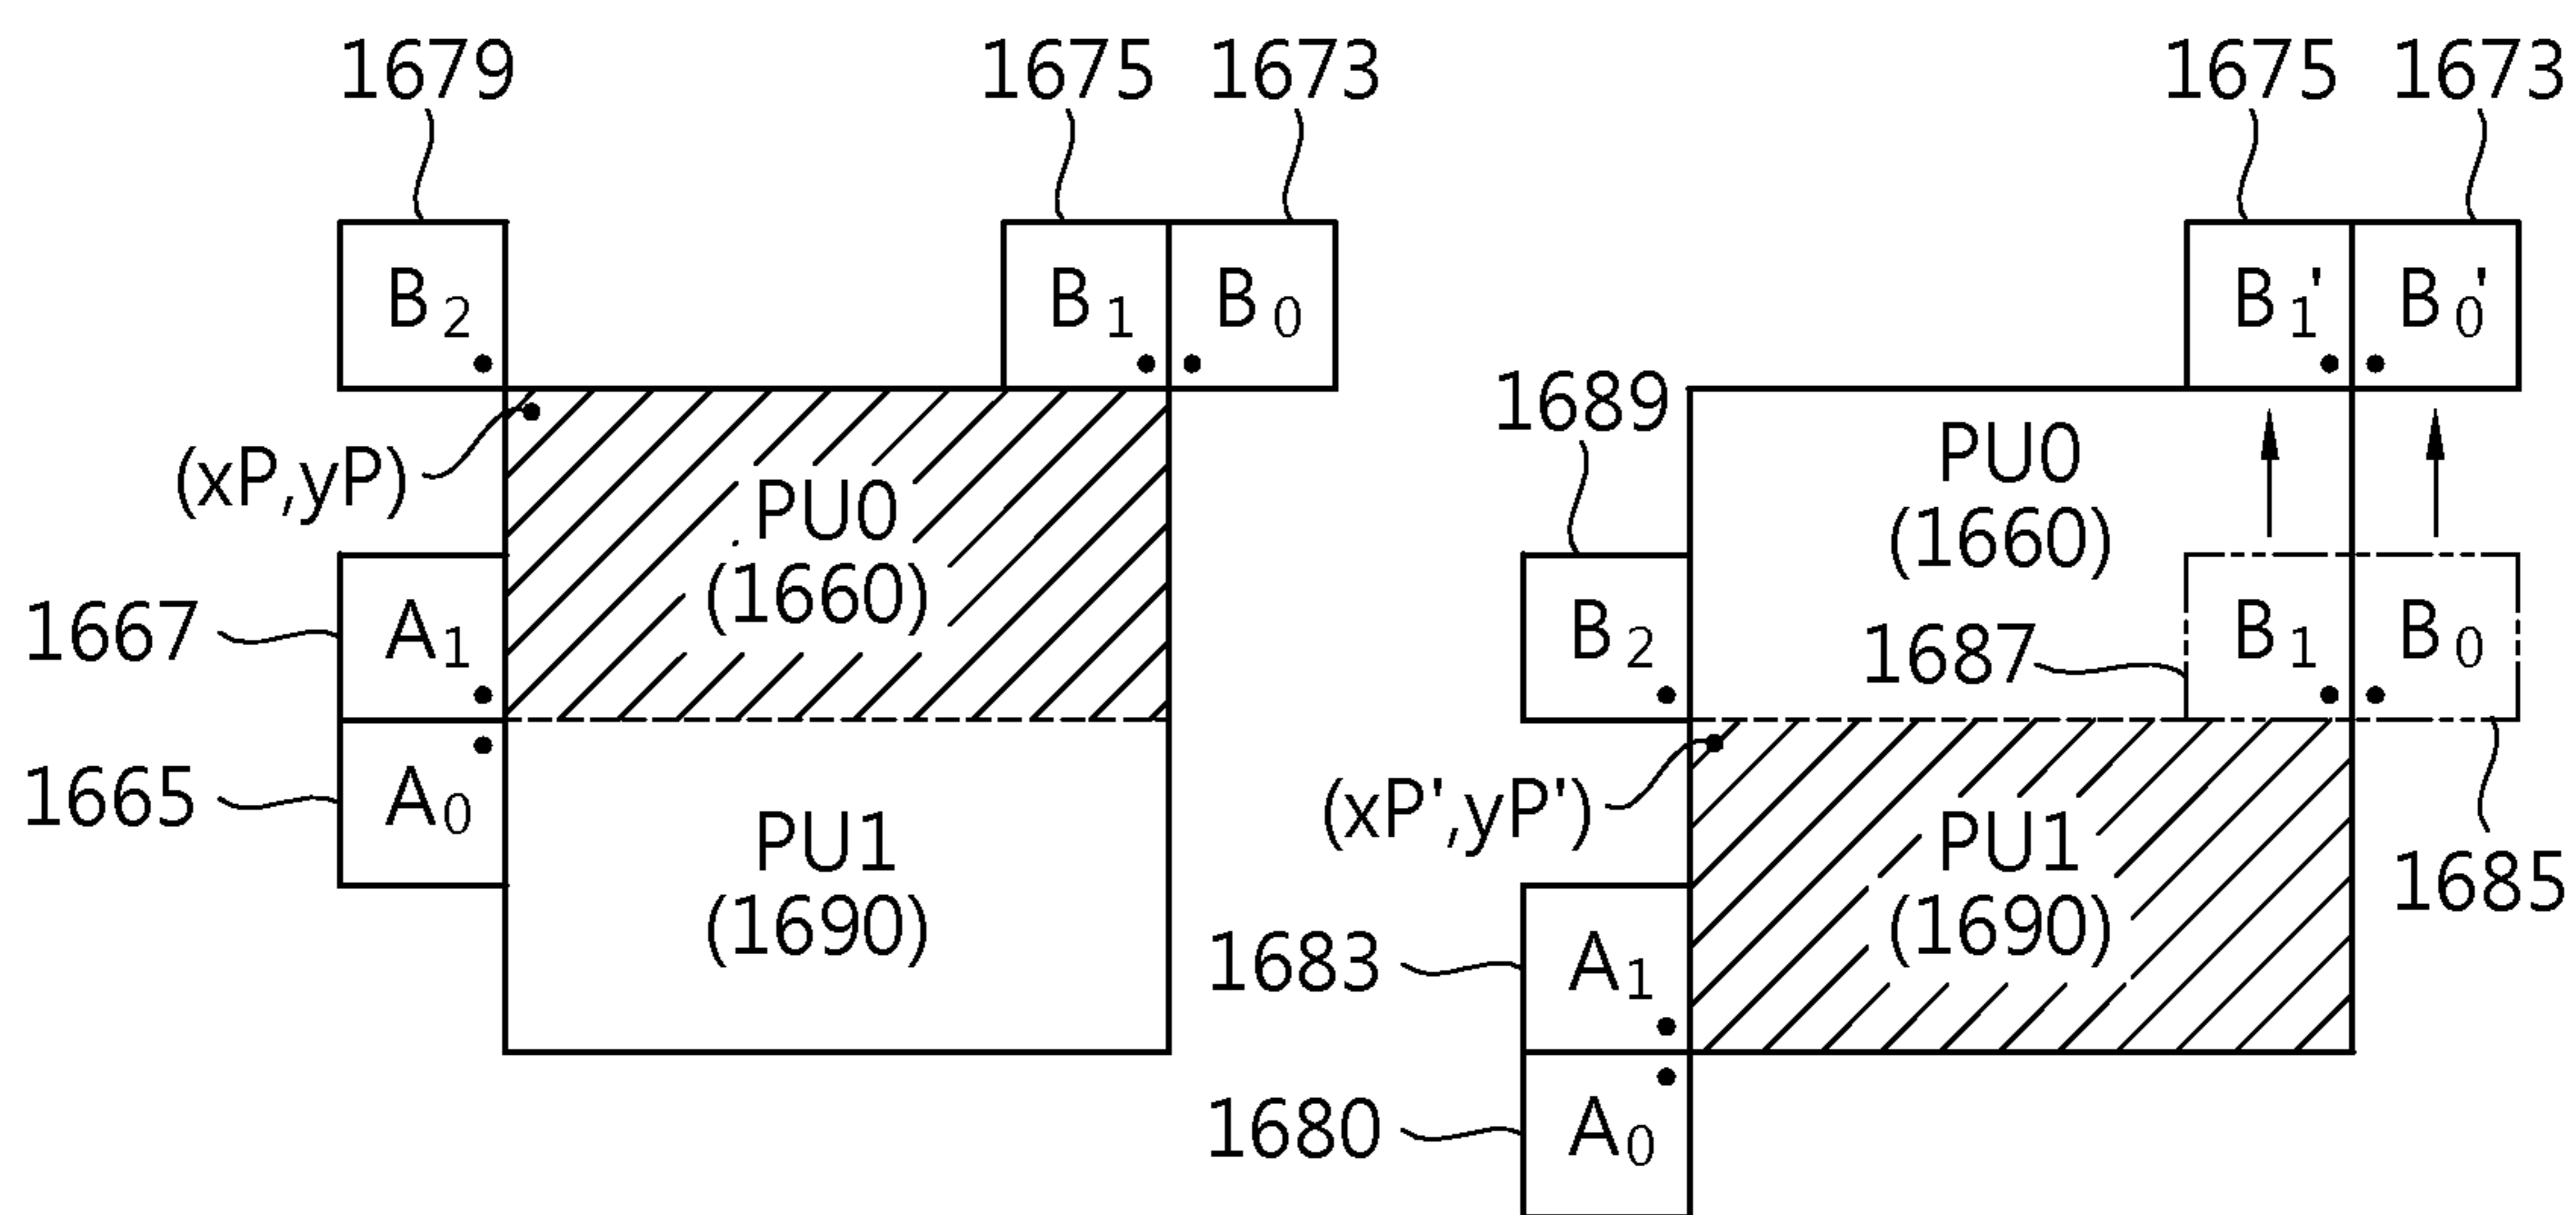 1679
1675
1673
B2
B1
B0
(xP,yP)
PU0
(1660)
1667
A1
1665
A0
PU1
(1690)
1675
1673
B1'
B0'
1689
PU0
(1660)
B2
1687
B1
B0
(xP',yP')
PU1
(1690)
1685
1683
A1
1680
A0